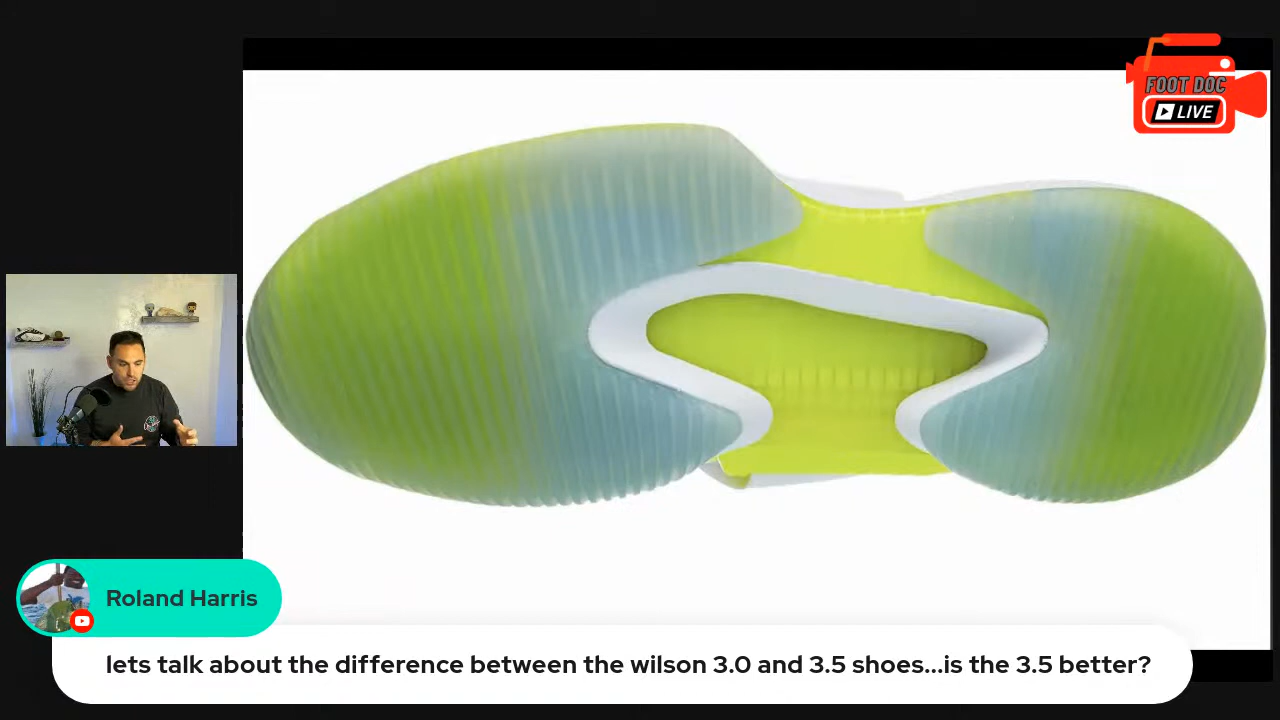 FOOT DOC
LIVE
Roland Harris
lets talk about the difference between the wilson 3.0 and 3.5 shoes...is the 3.5 better?